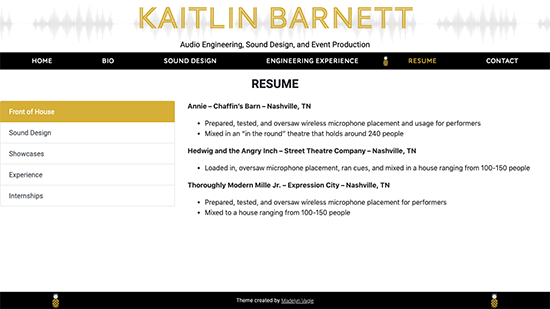 KAITLIN BARNETT
Audio Engineering, Sound Design, and Event Production
HOME BIO SOUND DESIGN ENGINEERING EXPERIENCE RESUME CONTACT
RESUME
Front of House
Sound Design
Showcases
Experience
Internships
Annie – Chaffin's Barn – Nashville, TN
• Prepared, tested, and oversaw wireless microphone placement and usage for performers
• Mixed in an "in the round" theatre that holds around 240 people
Hedwig and the Angry Inch – Street Theatre Company – Nashville, TN
• Loaded in, oversaw microphone placement, ran cues, and mixed in a house ranging from 100-150 people
Thoroughly Modern Mille Jr. – Expression City – Nashville, TN
• Prepared, tested, and oversaw wireless microphone placement for performers
• Mixed to a house ranging from 100-150 people
Theme created by Madelyn Vagle